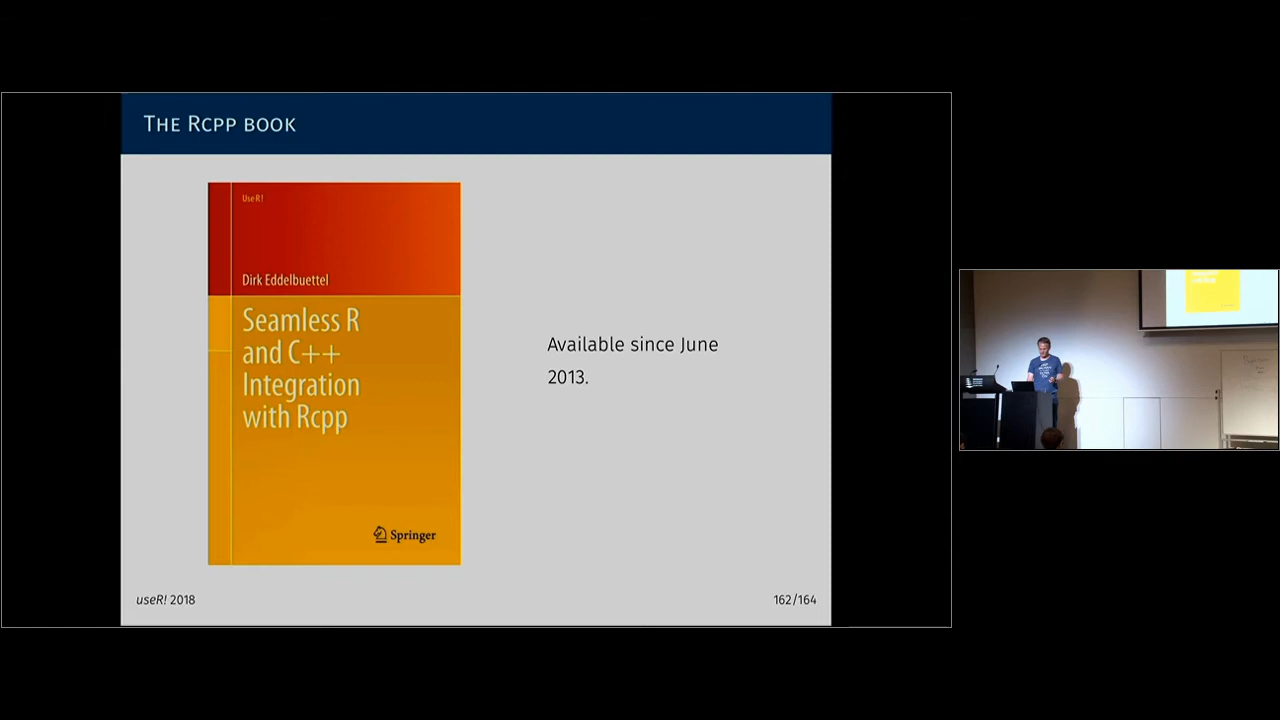 The Rcpp book
Use R!
Dirk Eddelbuettel
Seamless R
and C++
Integration
with Rcpp
Springer
Available since June
2013.
useR! 2018
162/164